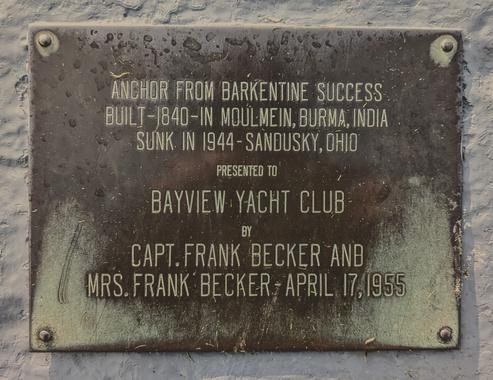 ANCHOR FROM BARKENTINE SUCCESS
BUILT-1840-IN MOULMEIN, BURMA, INDIA
SUNK IN 1944-SANDUSKY, OHIO
PRESENTED TO
BAYVIEW YACHT CLUB
BY
CAPT. FRANK BECKER AND
MRS. FRANK BECKER-APRIL 17, 1955